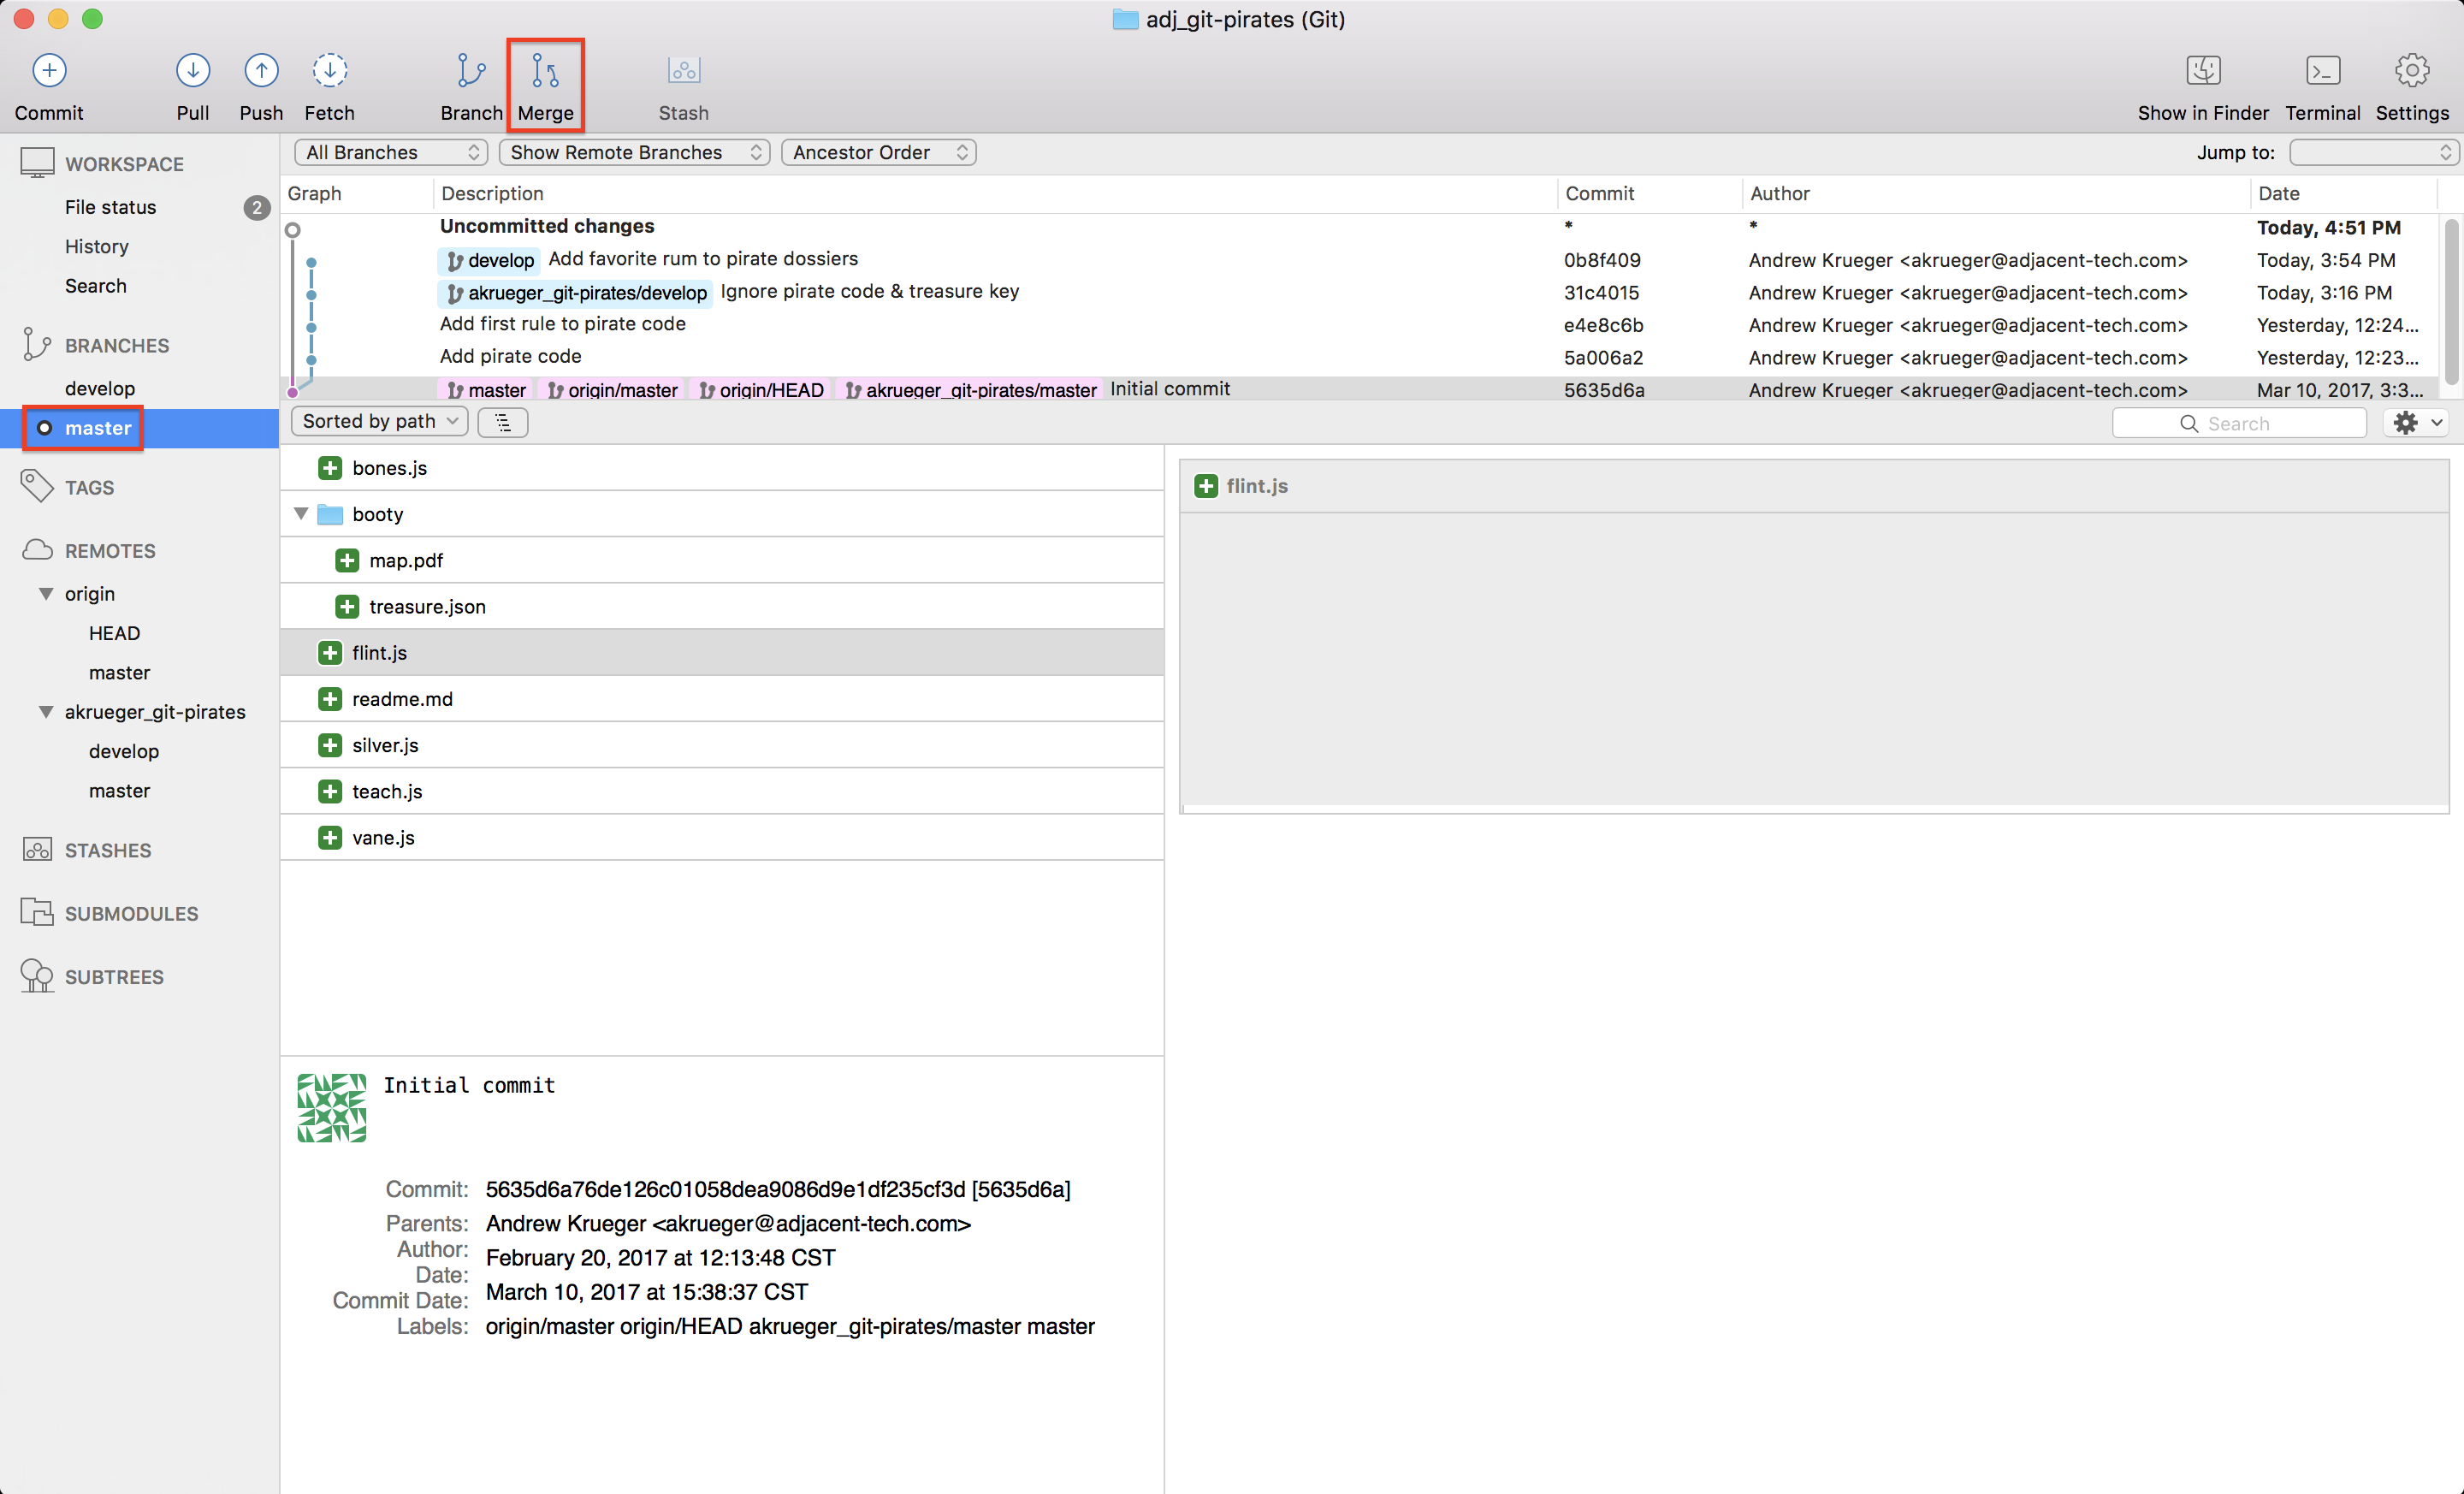 adj_git-pirates (Git)
Commit Pull Push Fetch Branch Merge Stash Show in Finder Terminal Settings
WORKSPACE
File status 2
History
Search
BRANCHES
develop
master
TAGS
REMOTES
origin
HEAD
master
akrueger_git-pirates
develop
master
STASHES
SUBMODULES
SUBTREES
All Branches Show Remote Branches Ancestor Order Jump to:
Graph Description Commit Author Date
Uncommitted changes * * Today, 4:51 PM
develop Add favorite rum to pirate dossiers 0b8f409 Andrew Krueger <akrueger@adjacent-tech.com> Today, 3:54 PM
akrueger_git-pirates/develop Ignore pirate code & treasure key 31c4015 Andrew Krueger <akrueger@adjacent-tech.com> Today, 3:16 PM
Add first rule to pirate code e4e8c6b Andrew Krueger <akrueger@adjacent-tech.com> Yesterday, 12:24...
Add pirate code 5a006a2 Andrew Krueger <akrueger@adjacent-tech.com> Yesterday, 12:23...
master origin/master origin/HEAD akrueger_git-pirates/master Initial commit 5635d6a Andrew Krueger <akrueger@adjacent-tech.com> Mar 10, 2017, 3:3...
Sorted by path Search
bones.js
booty
map.pdf
treasure.json
flint.js
readme.md
silver.js
teach.js
vane.js
flint.js
Initial commit
Commit: 5635d6a76de126c01058dea9086d9e1df235cf3d [5635d6a]
Parents: Andrew Krueger <akrueger@adjacent-tech.com>
Author: February 20, 2017 at 12:13:48 CST
Date: March 10, 2017 at 15:38:37 CST
Commit Date:
Labels: origin/master origin/HEAD akrueger_git-pirates/master master